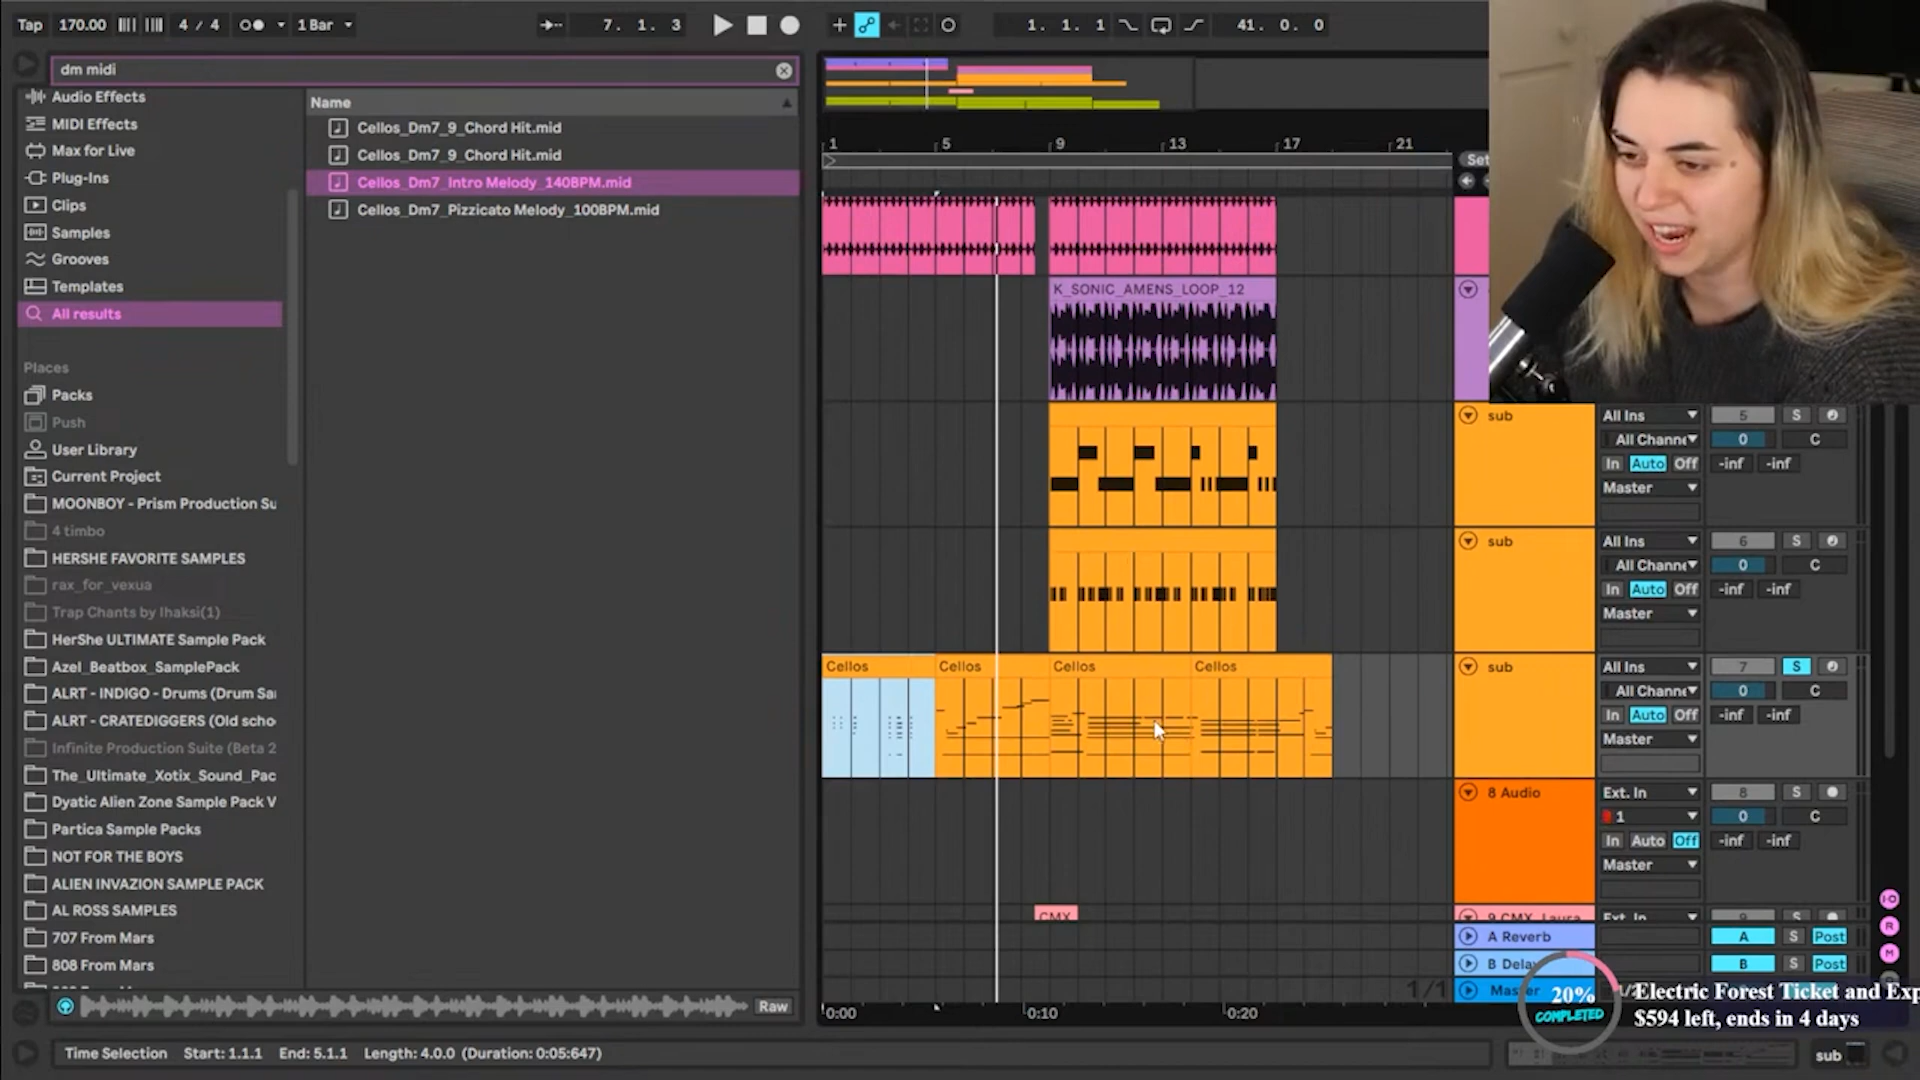 Tap 170.00 4 / 4 1 Bar 7. 1. 3 1. 1. 1 41. 0. 0
dm midi
Audio Effects
MIDI Effects
Max for Live
Plug-Ins
Clips
Samples
Grooves
Templates
All results
Places
Packs
Push
User Library
Current Project
MOONBOY - Prism Production Su
4 timbo
HERSHE FAVORITE SAMPLES
rax_for_vexua
Trap Chants by Ihaksi(1)
HerShe ULTIMATE Sample Pack
Azel_Beatbox_SamplePack
ALRT - INDIGO - Drums (Drum Sa
ALRT - CRATEDIGGERS (Old scho
Infinite Production Suite (Beta 2
The_Ultimate_Xotix_Sound_Pac
Dyatic Alien Zone Sample Pack V
Partica Sample Packs
NOT FOR THE BOYS
ALIEN INVAZION SAMPLE PACK
AL ROSS SAMPLES
707 From Mars
808 From Mars
Name
Cellos_Dm7_9_Chord Hit.mid
Cellos_Dm7_9_Chord Hit.mid
Cellos_Dm7_Intro Melody_140BPM.mid
Cellos_Dm7_Pizzicato Melody_100BPM.mid
Raw
1 5 9 13 17 21
Set
K_SONIC_AMENS_LOOP_12
sub All Ins 5 S
All Channe 0 C
In Auto Off -inf -inf
Master
sub All Ins 6 S
All Channe 0 C
In Auto Off -inf -inf
Master
Cellos Cellos Cellos Cellos sub All Ins 7 S
All Channe 0 C
In Auto Off -inf -inf
Master
8 Audio Ext. In 8 S
1 0 C
In Auto Off -inf -inf
Master
CMX 9 CMX_Laura Ext. In 9 S
A Reverb A S Post
B Delay B S Post
1/1 Master 1/2
0:00 0:10 0:20
20%
COMPLETED
Electric Forest Ticket and Exp
$594 left, ends in 4 days
Time Selection Start: 1.1.1 End: 5.1.1 Length: 4.0.0 (Duration: 0:05:647)
sub